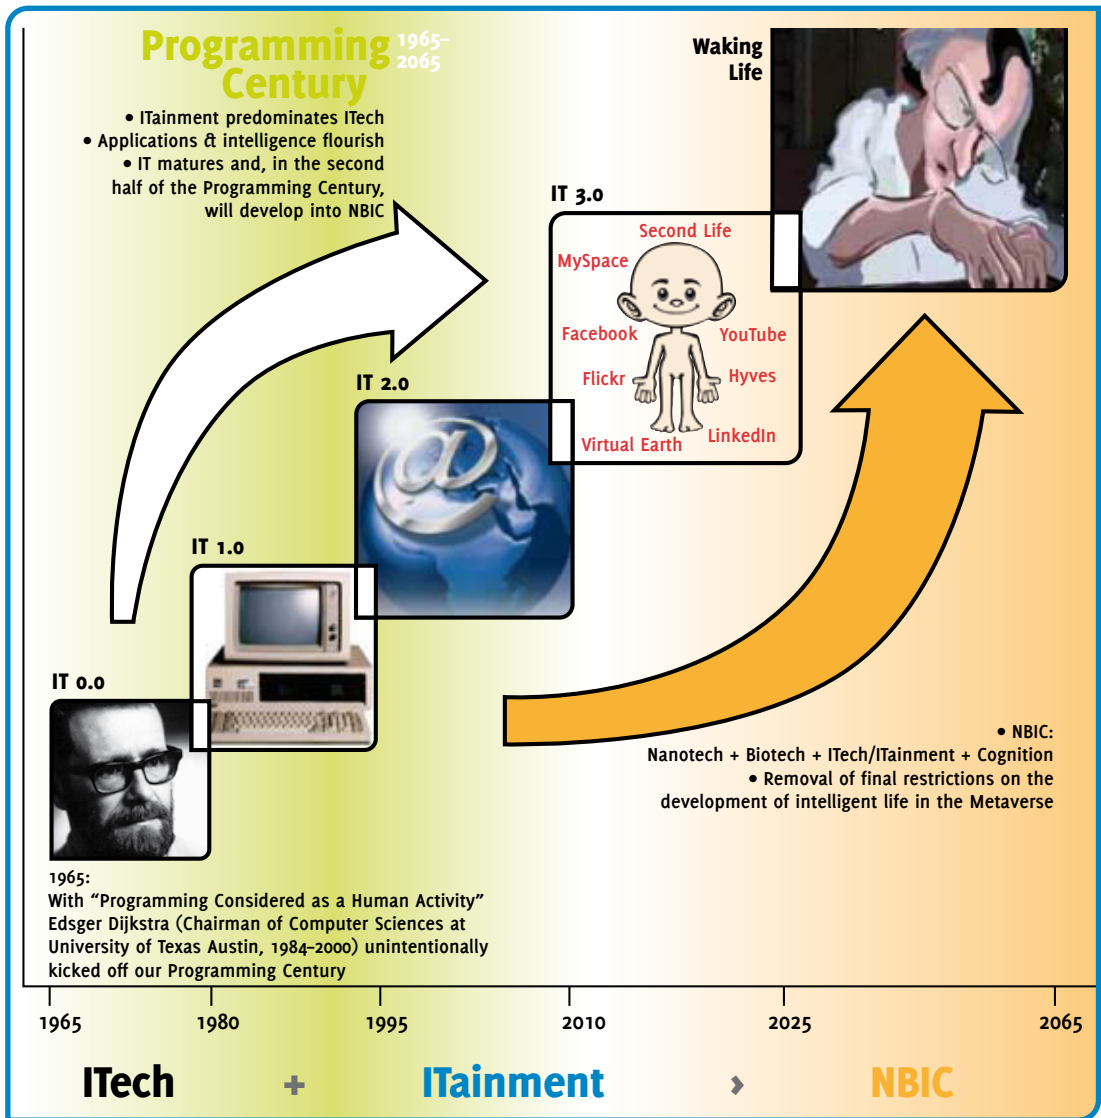 Programming
Century
1965–
2065
• ITainment predominates ITech
• Applications & intelligence flourish
• IT matures and, in the second
half of the Programming Century,
will develop into NBIC
Waking
Life
IT 3.0
Second Life
MySpace
Facebook
YouTube
Flickr
Hyves
Virtual Earth
LinkedIn
IT 2.0
@
IT 1.0
IT 0.0
• NBIC:
Nanotech + Biotech + ITech/ITainment + Cognition
• Removal of final restrictions on the
development of intelligent life in the Metaverse
1965:
With “Programming Considered as a Human Activity”
Edsger Dijkstra (Chairman of Computer Sciences at
University of Texas Austin, 1984–2000) unintentionally
kicked off our Programming Century
1965 1980 1995 2010 2025 2065
ITech + ITainment › NBIC